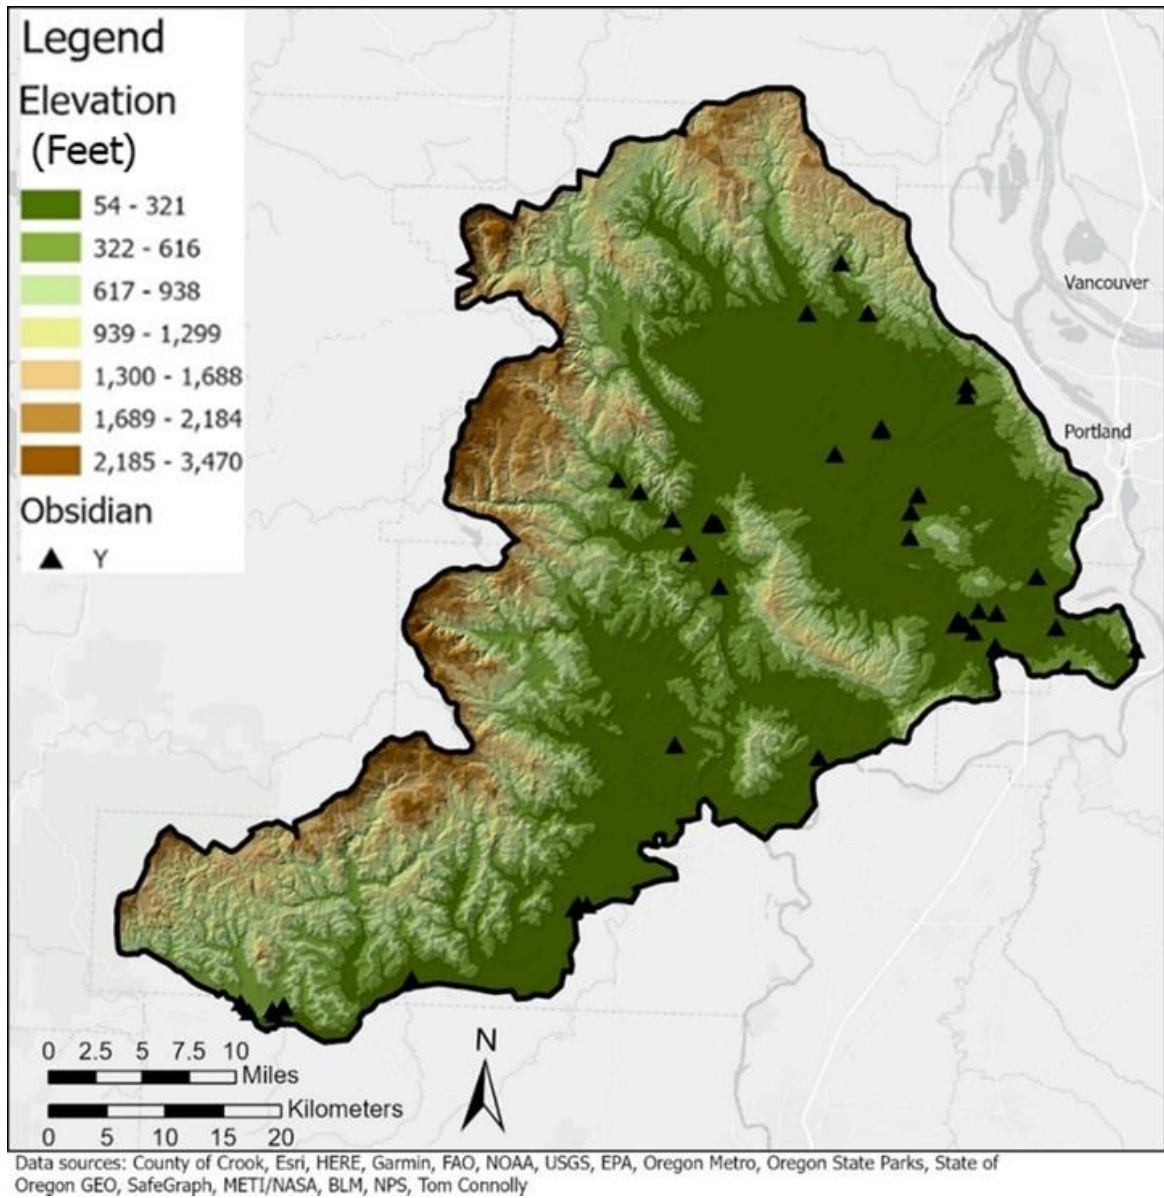 Legend
Elevation
(Feet)
54 - 321
322 - 616
617 - 938
939 - 1,299
1,300 - 1,688
1,689 - 2,184
2,185 - 3,470
Obsidian
Y
Vancouver
Portland
N
0 2.5 5 7.5 10
Miles
Kilometers
0 5 10 15 20
Data sources: County of Crook, Esri, HERE, Garmin, FAO, NOAA, USGS, EPA, Oregon Metro, Oregon State Parks, State of
Oregon GEO, SafeGraph, METI/NASA, BLM, NPS, Tom Connolly